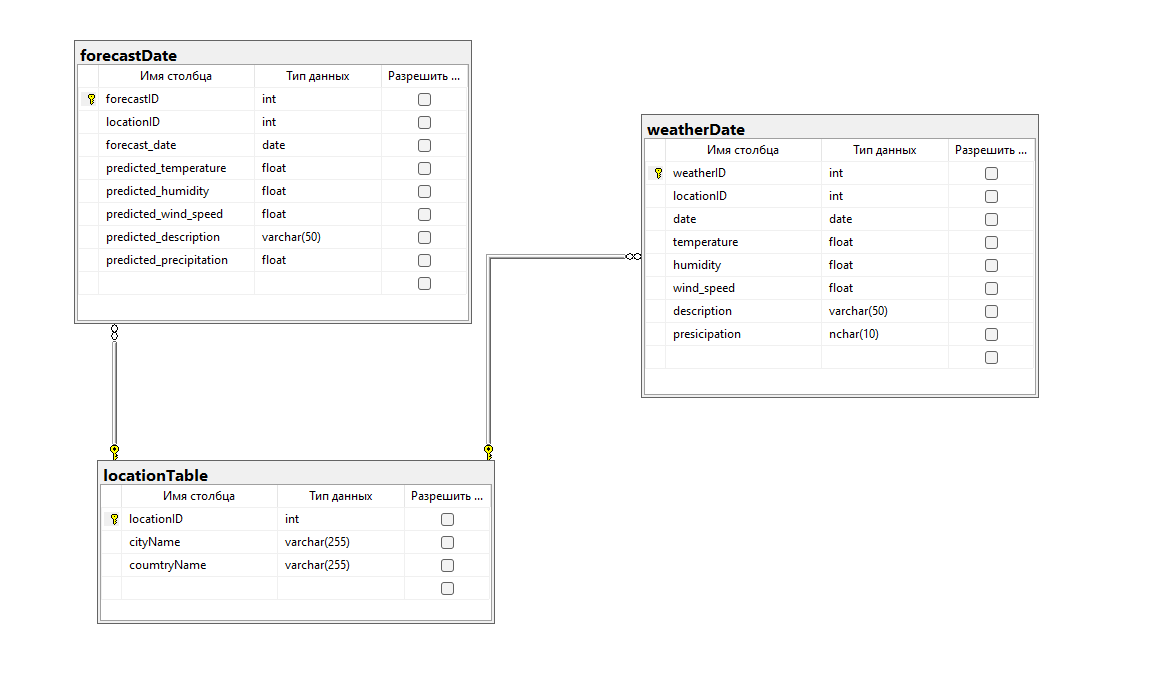 forecastDate
Имя столбца Тип данных Разрешить ...
forecastID int
locationID int
forecast_date date
predicted_temperature float
predicted_humidity float
predicted_wind_speed float
predicted_description varchar(50)
predicted_precipitation float
weatherDate
Имя столбца Тип данных Разрешить ...
weatherID int
locationID int
date date
temperature float
humidity float
wind_speed float
description varchar(50)
presicipation nchar(10)
locationTable
Имя столбца Тип данных Разрешить ...
locationID int
cityName varchar(255)
coumtryName varchar(255)